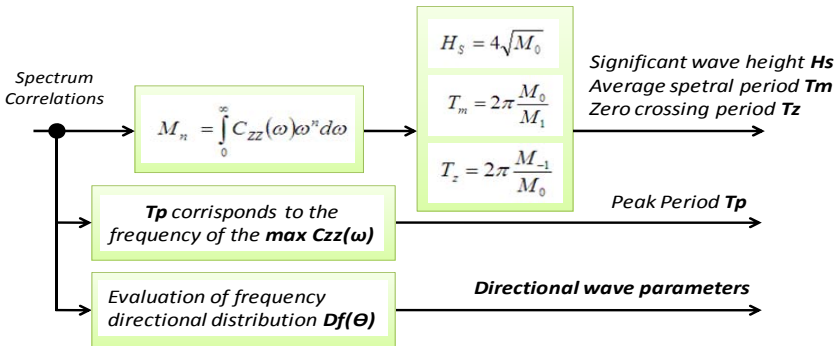 Spectrum
Correlations
M_n = ∫_0^∞ C_{ZZ}(ω)ω^n dω
H_S = 4√M_0
T_m = 2π M_0/M_1
T_z = 2π M_{-1}/M_0
Significant wave height Hs
Average spetral period Tm
Zero crossing period Tz
Tp corrisponds to the
frequency of the max Czz(ω)
Peak Period Tp
Evaluation of frequency
directional distribution Df(Θ)
Directional wave parameters